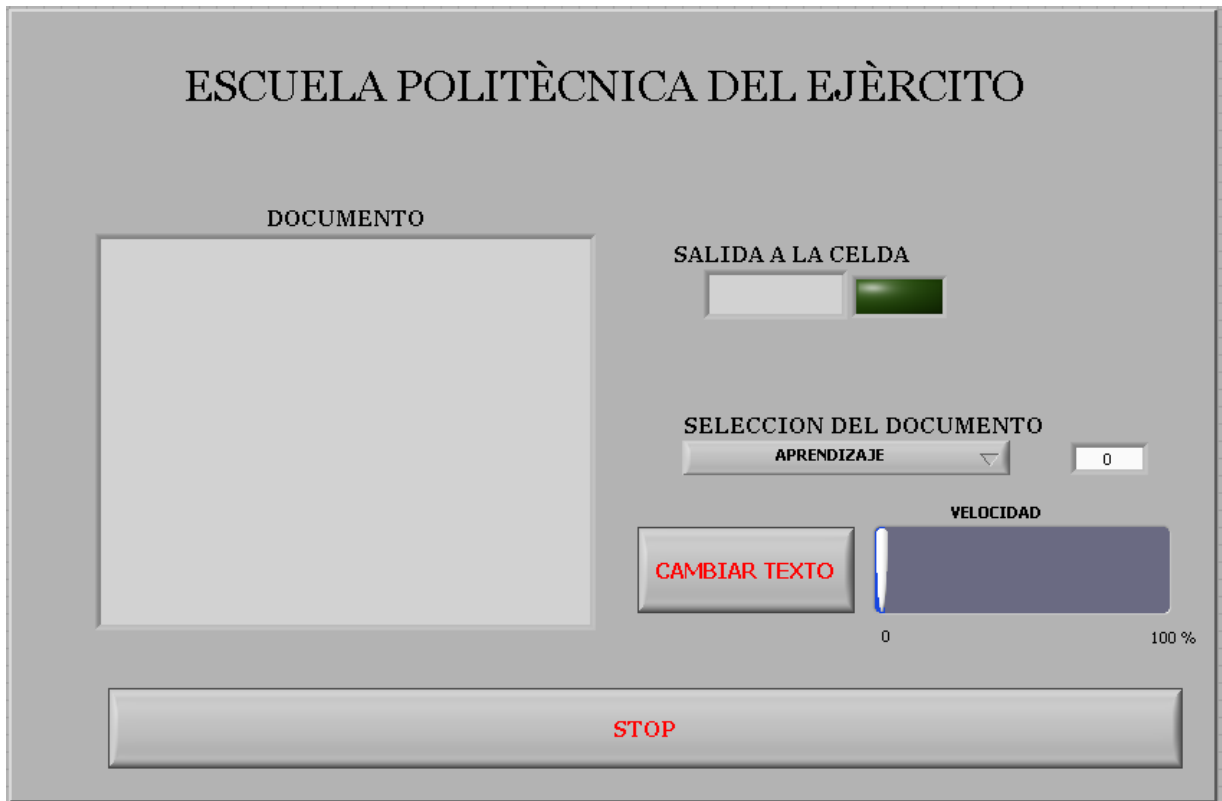 ESCUELA POLITÈCNICA DEL EJÈRCITO
DOCUMENTO
SALIDA A LA CELDA
SELECCION DEL DOCUMENTO
APRENDIZAJE
0
VELOCIDAD
CAMBIAR TEXTO
0
100 %
STOP